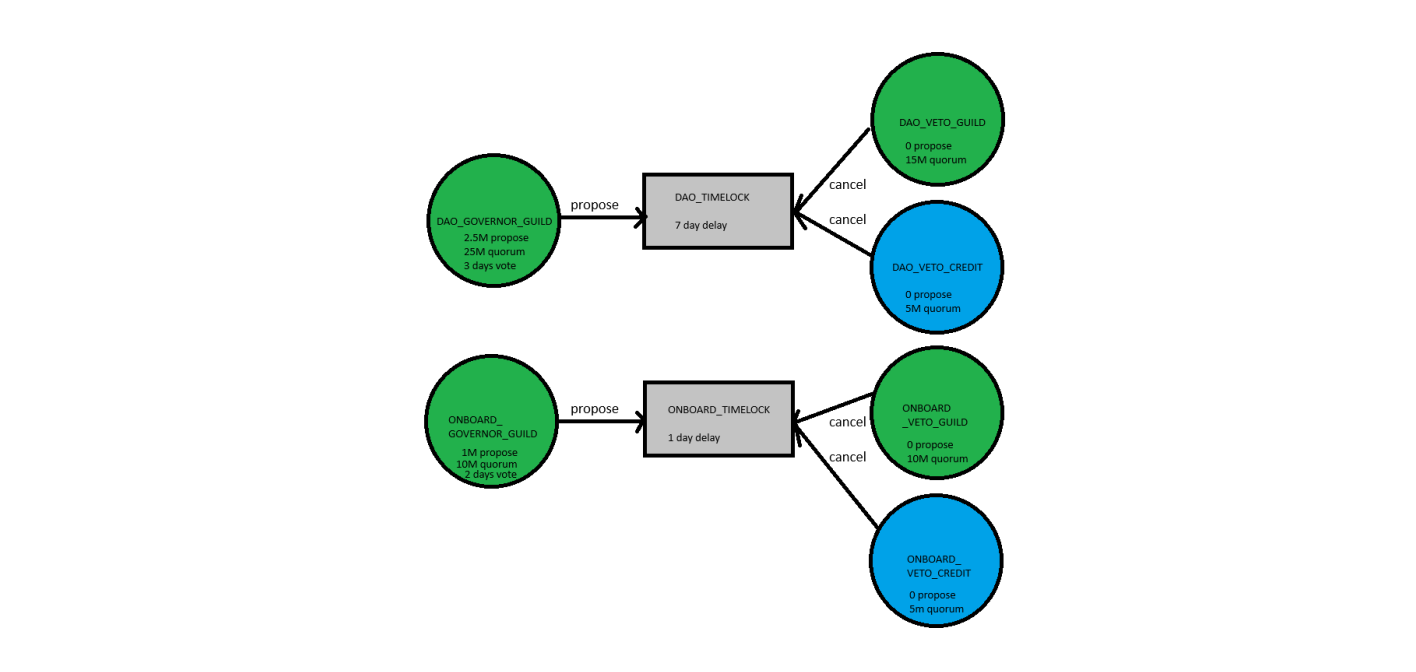 DAO_GOVERNOR_GUILD
2.5M propose
25M quorum
3 days vote
propose
DAO_TIMELOCK
7 day delay
cancel
cancel
DAO_VETO_GUILD
0 propose
15M quorum
DAO_VETO_CREDIT
0 propose
5M quorum
ONBOARD_
GOVERNOR_GUILD
1M propose
10M quorum
2 days vote
propose
ONBOARD_TIMELOCK
1 day delay
cancel
cancel
ONBOARD
_VETO_GUILD
0 propose
10M quorum
ONBOARD_
VETO_CREDIT
0 propose
5m quorum